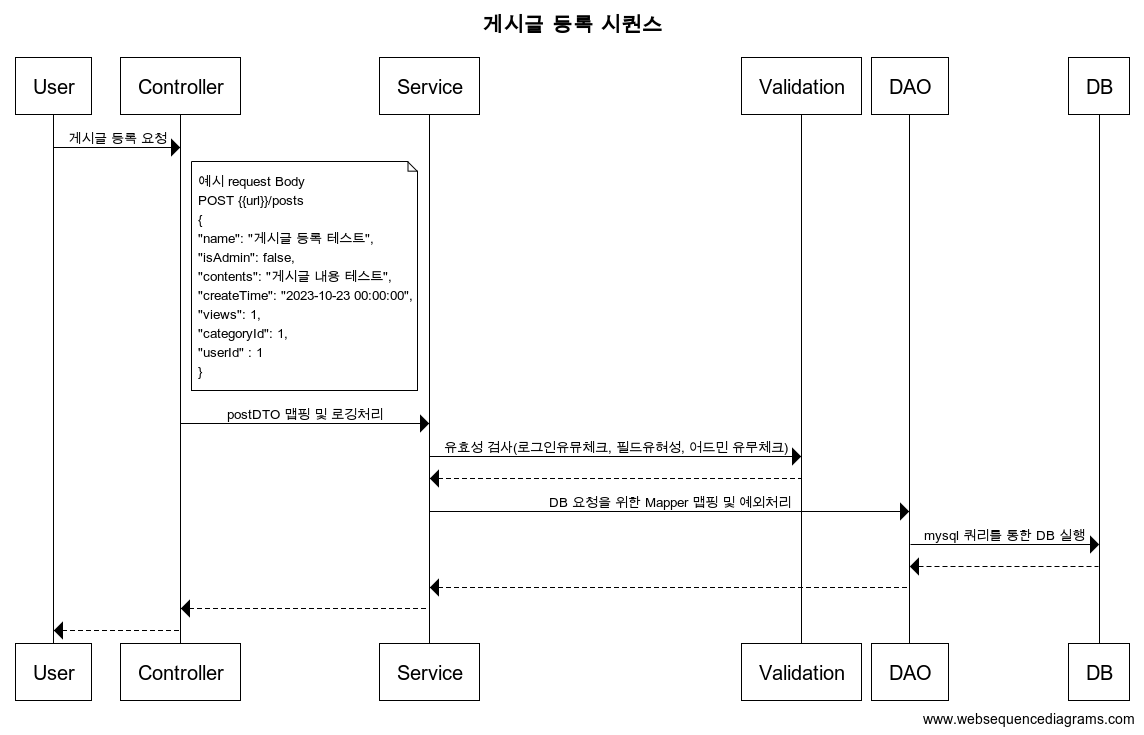 게시글 등록 시퀀스
User
Controller
Service
Validation
DAO
DB
게시글 등록 요청
예시 request Body
POST {{url}}/posts
{
"name": "게시글 등록 테스트",
"isAdmin": false,
"contents": "게시글 내용 테스트",
"createTime": "2023-10-23 00:00:00",
"views": 1,
"categoryId": 1,
"userId" : 1
}
postDTO 맵핑 및 로깅처리
유효성 검사(로그인유뮤체크, 필드유혀성, 어드민 유무체크)
DB 요청을 위한 Mapper 맵핑 및 예외처리
mysql 쿼리를 통한 DB 실행
User
Controller
Service
Validation
DAO
DB
www.websequencediagrams.com